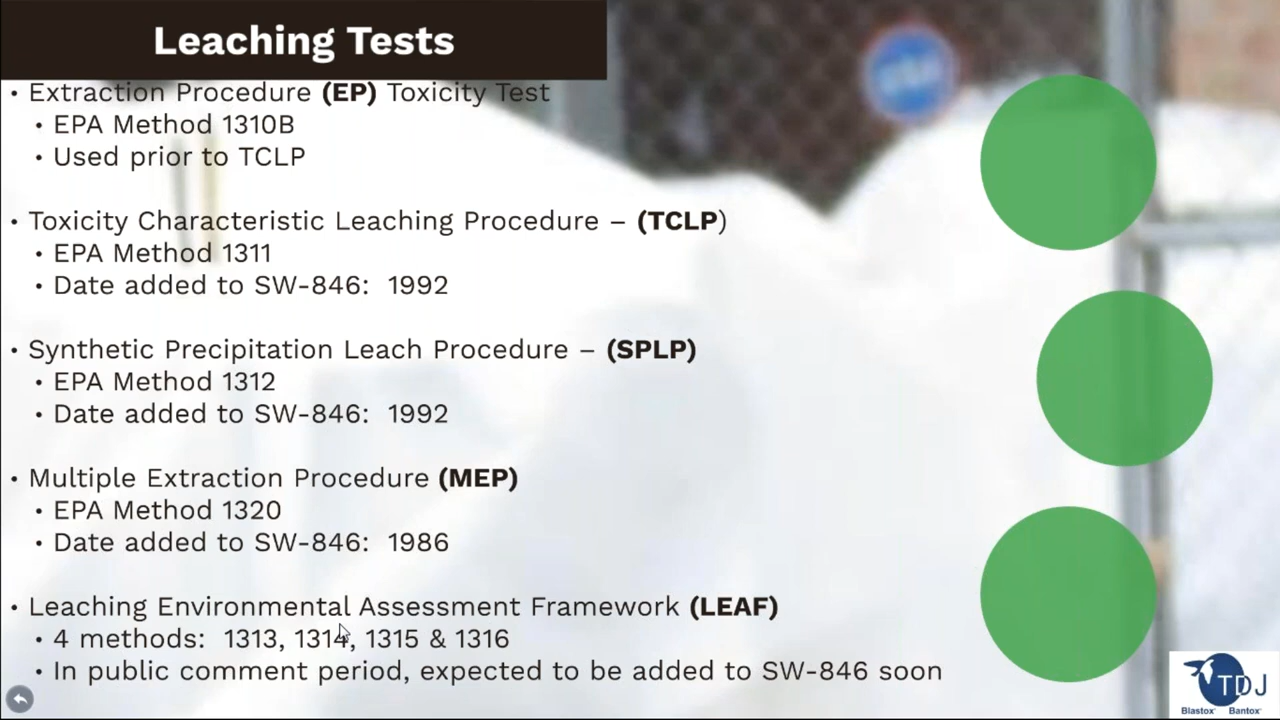 Leaching Tests
• Extraction Procedure (EP) Toxicity Test
• EPA Method 1310B
• Used prior to TCLP
• Toxicity Characteristic Leaching Procedure – (TCLP)
• EPA Method 1311
• Date added to SW-846: 1992
• Synthetic Precipitation Leach Procedure – (SPLP)
• EPA Method 1312
• Date added to SW-846: 1992
• Multiple Extraction Procedure (MEP)
• EPA Method 1320
• Date added to SW-846: 1986
• Leaching Environmental Assessment Framework (LEAF)
• 4 methods: 1313, 1314, 1315 & 1316
• In public comment period, expected to be added to SW-846 soon
TDJ
Blastox® Bantox®